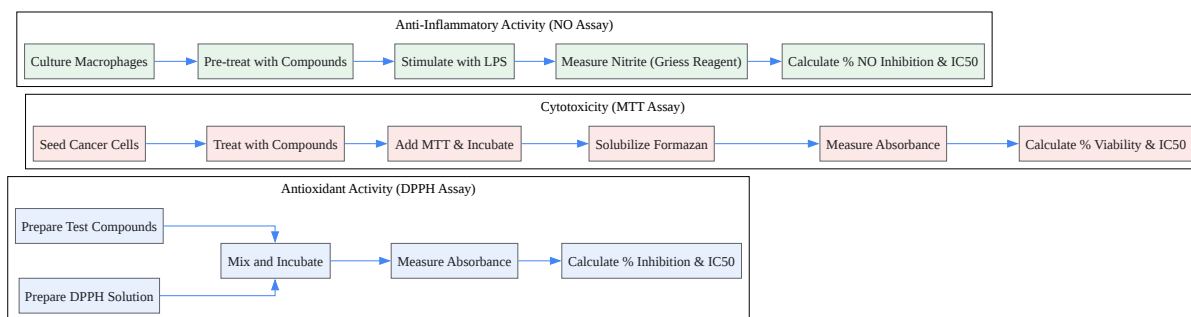 Anti-Inflammatory Activity (NO Assay)
Culture Macrophages
Pre-treat with Compounds
Stimulate with LPS
Measure Nitrite (Griess Reagent)
Calculate % NO Inhibition & IC50
Cytotoxicity (MTT Assay)
Seed Cancer Cells
Treat with Compounds
Add MTT & Incubate
Solubilize Formazan
Measure Absorbance
Calculate % Viability & IC50
Antioxidant Activity (DPPH Assay)
Prepare Test Compounds
Prepare DPPH Solution
Mix and Incubate
Measure Absorbance
Calculate % Inhibition & IC50